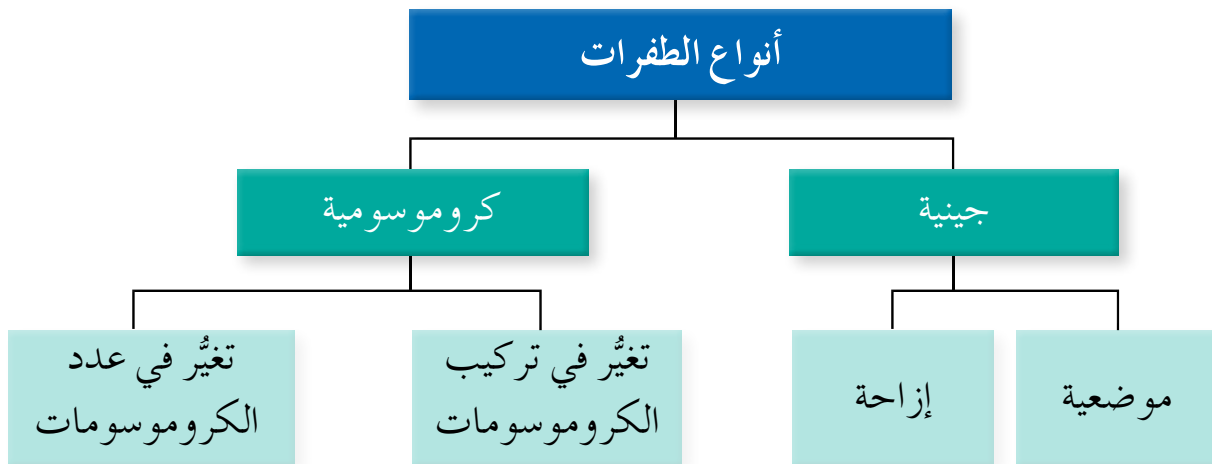 أنواع الطفرات
جينية
كروموسومية
موضعية
إزاحة
تغيُّر في تركيب
الكروموسومات
تغيُّر في عدد
الكروموسومات